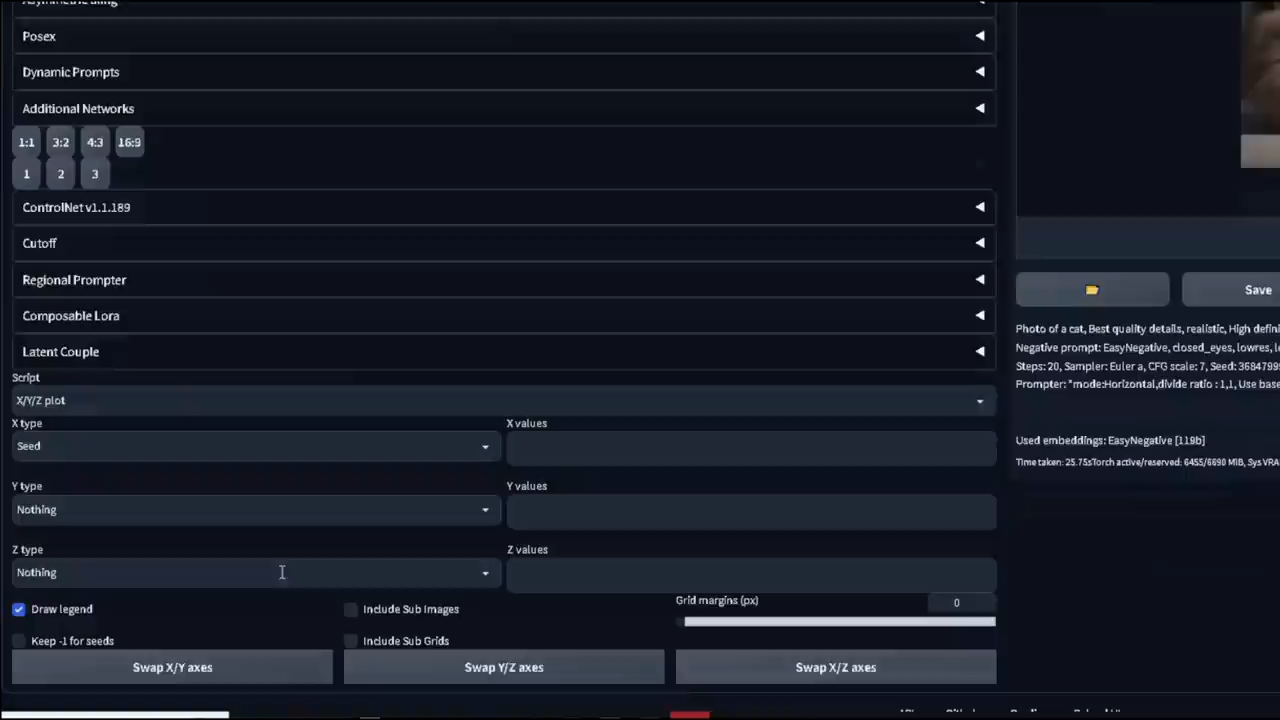 Posex
Dynamic Prompts
Additional Networks
1:1 3:2 4:3 16:9
1 2 3
ControlNet v1.1.189
Cutoff
Regional Prompter
Composable Lora
Latent Couple
Script
X/Y/Z plot
X type X values
Seed
Y type Y values
Nothing
Z type Z values
Nothing
Draw legend Include Sub Images Grid margins (px) 0
Keep -1 for seeds Include Sub Grids
Swap X/Y axes Swap Y/Z axes Swap X/Z axes
Save
Photo of a cat, Best quality details, realistic, High defini
Negative prompt: EasyNegative, closed_eyes, lowres,
Steps: 20, Sampler: Euler a, CFG scale: 7, Seed: 3684799
Prompter: "mode:Horizontal,divide ratio : 1,1, Use base
Used embeddings: EasyNegative [119b]
Time taken: 25.75sTorch active/reserved: 6455/6690 MiB, Sys VRA